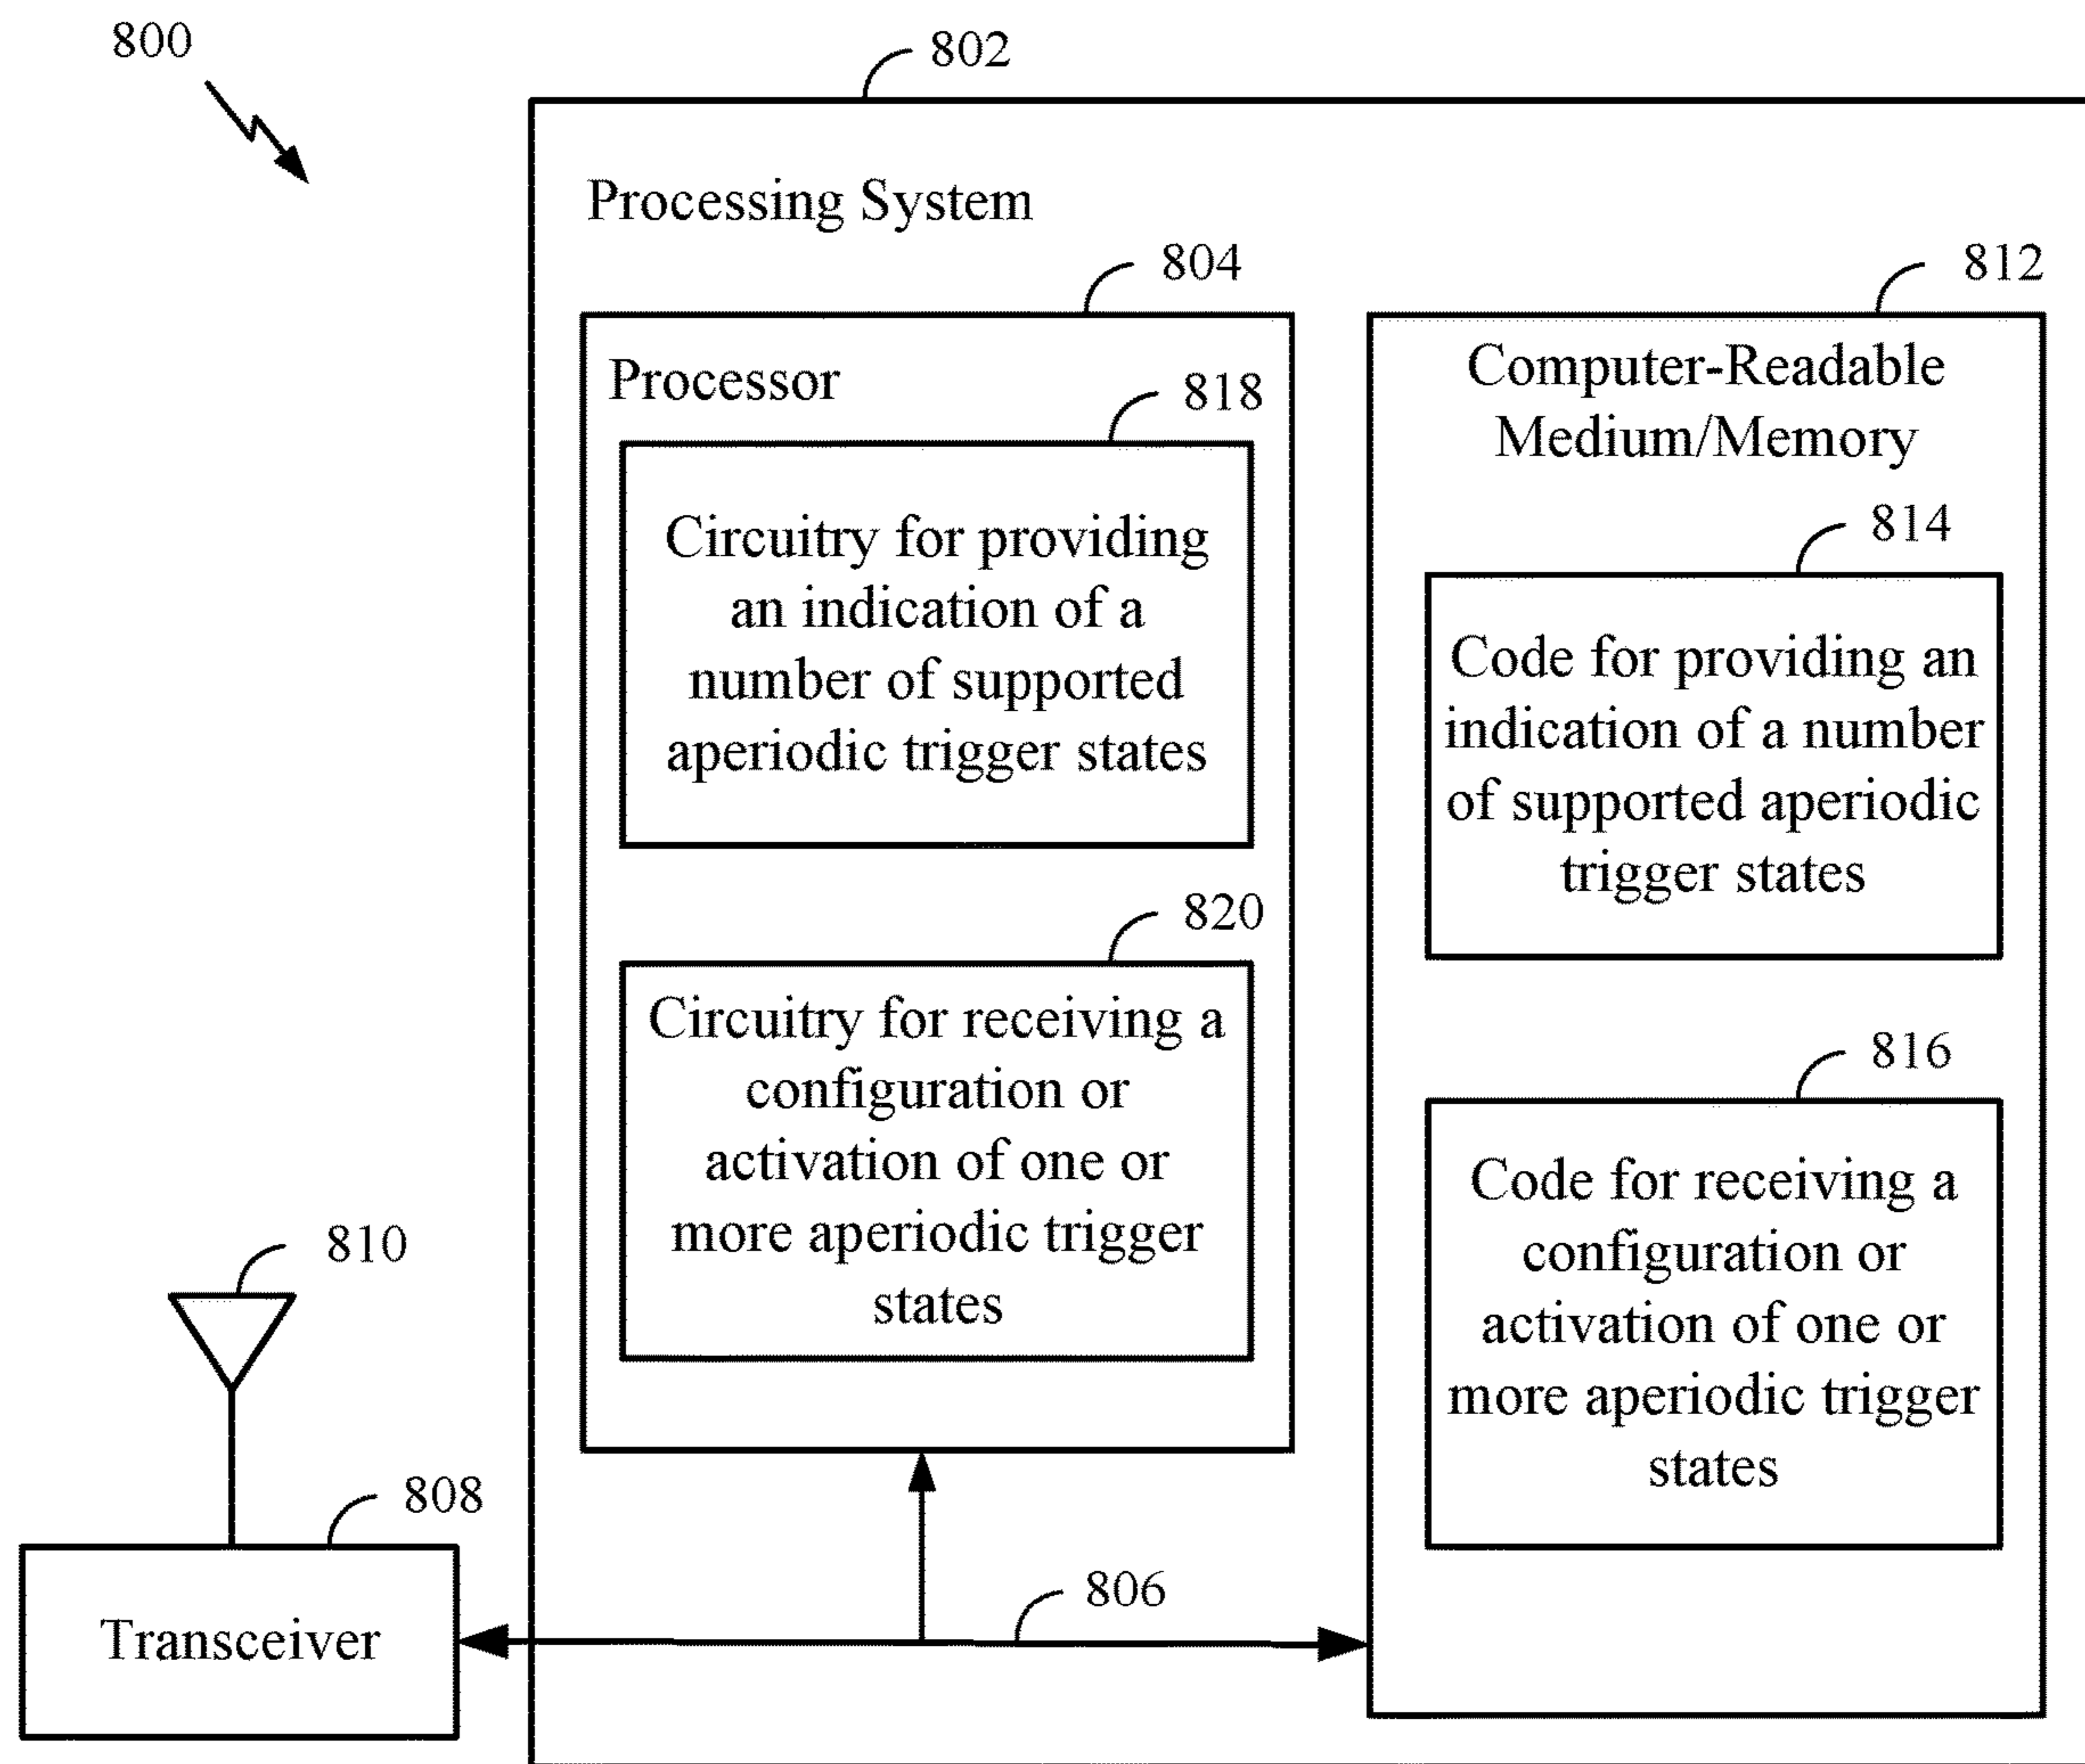 800
802
Processing System
804
Processor
818
Circuitry for providing
an indication of a
number of supported
aperiodic trigger states
820
Circuitry for receiving a
configuration or
activation of one or
more aperiodic trigger
states
812
Computer-Readable
Medium/Memory
814
Code for providing an
indication of a number
of supported aperiodic
trigger states
816
Code for receiving a
configuration or
activation of one or
more aperiodic trigger
states
810
808
Transceiver
806